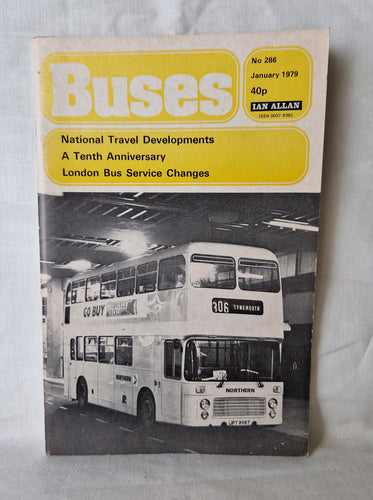 Buses
No 286
January 1979
40p
IAN ALLAN
ISSN 0007-6392
National Travel Developments
A Tenth Anniversary
London Bus Service Changes
GO BUY
306 TYNEMOUTH
NORTHERN
NORTHERN